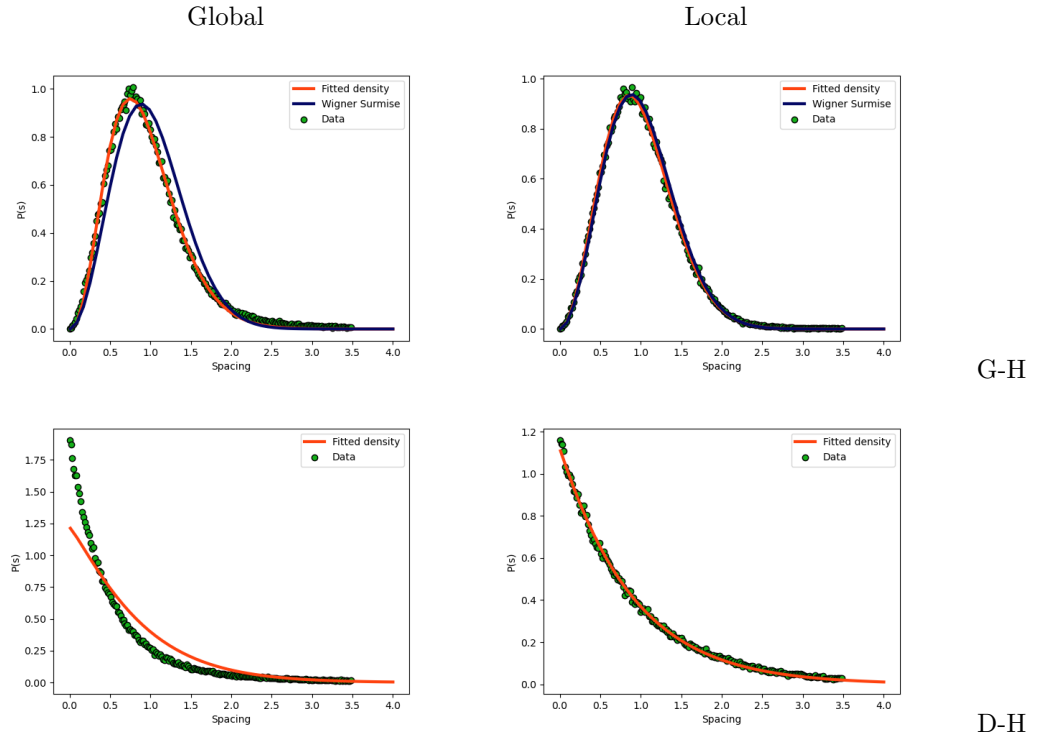 Global
Local
1.0
0.8
0.6
0.4
0.2
0.0
P(s)
Fitted density
Wigner Surmise
Data
0.0 0.5 1.0 1.5 2.0 2.5 3.0 3.5 4.0
Spacing
1.0
0.8
0.6
0.4
0.2
0.0
P(s)
Fitted density
Wigner Surmise
Data
0.0 0.5 1.0 1.5 2.0 2.5 3.0 3.5 4.0
Spacing
G-H
1.75
1.50
1.25
1.00
0.75
0.50
0.25
0.00
P(s)
Fitted density
Data
0.0 0.5 1.0 1.5 2.0 2.5 3.0 3.5 4.0
Spacing
1.2
1.0
0.8
0.6
0.4
0.2
0.0
P(s)
Fitted density
Data
0.0 0.5 1.0 1.5 2.0 2.5 3.0 3.5 4.0
Spacing
D-H